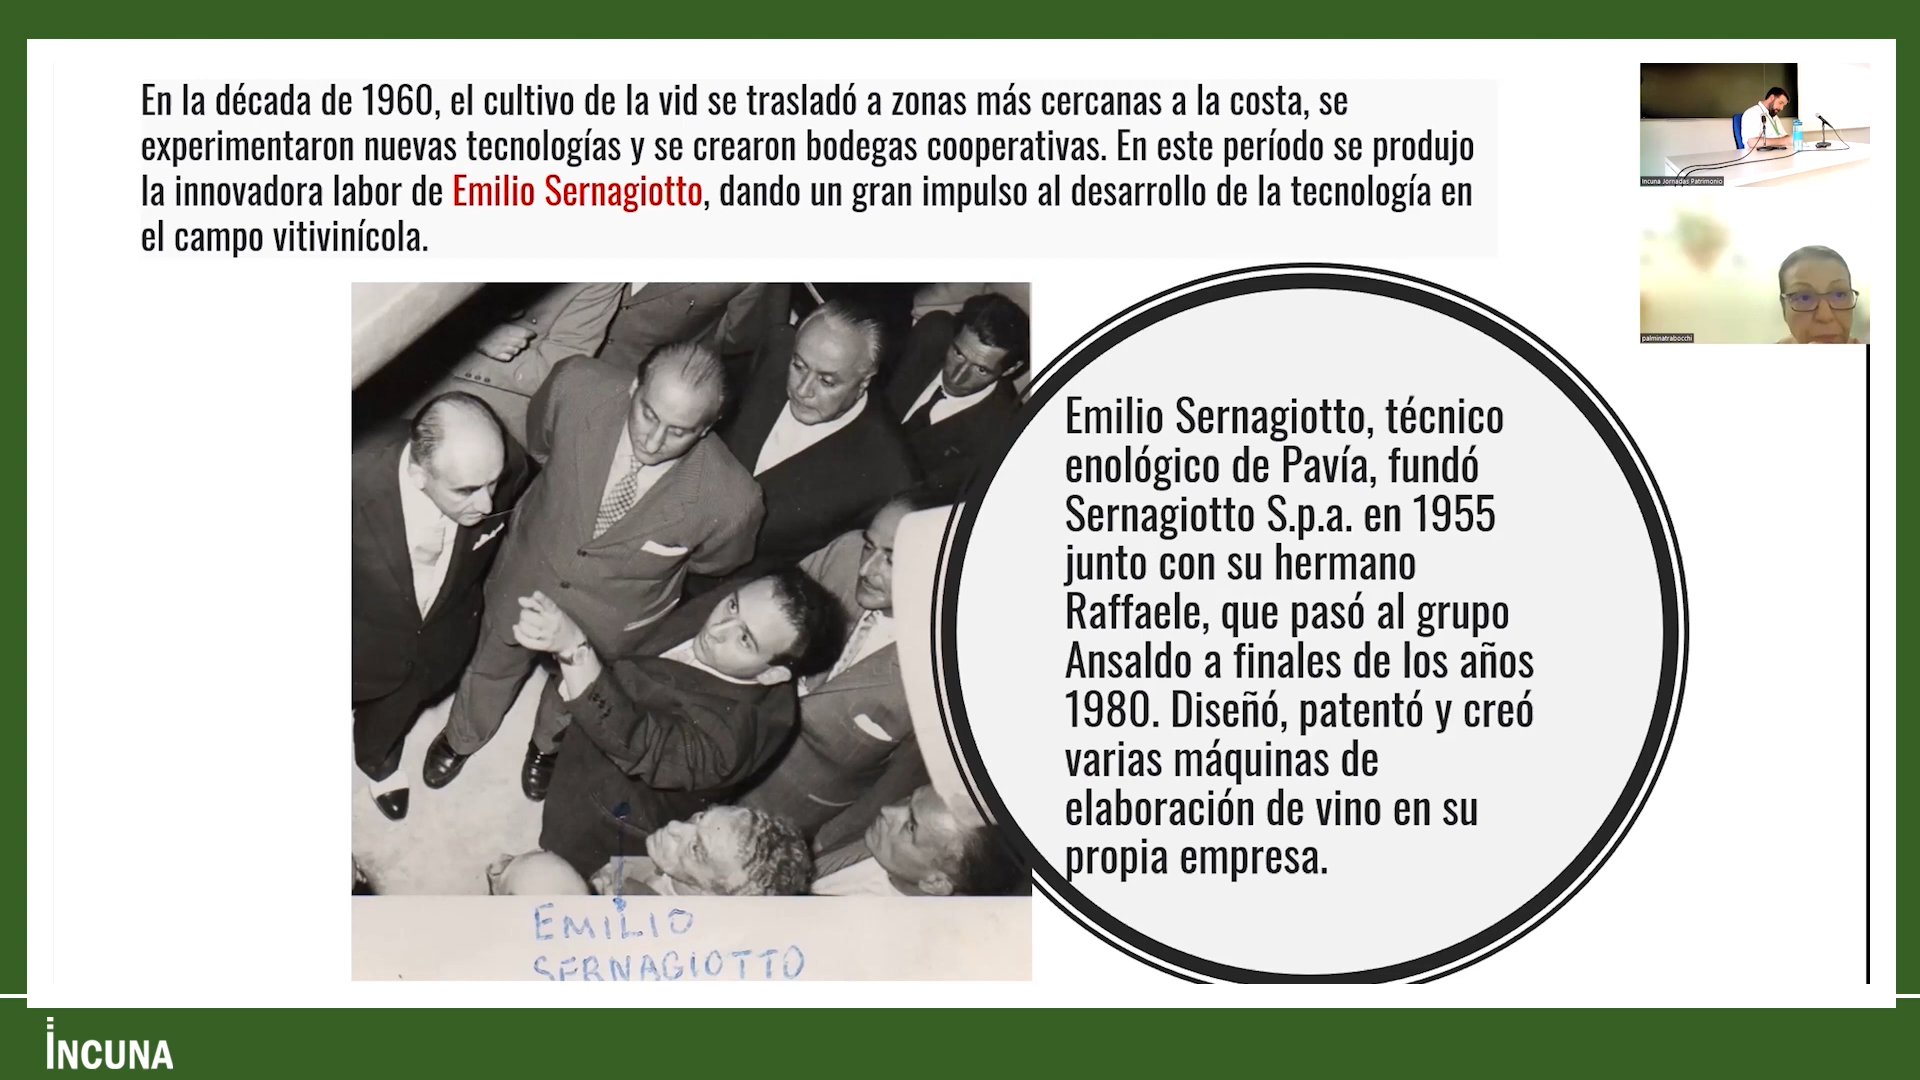 En la década de 1960, el cultivo de la vid se trasladó a zonas más cercanas a la costa, se
experimentaron nuevas tecnologías y se crearon bodegas cooperativas. En este período se produjo
la innovadora labor de Emilio Sernagiotto, dando un gran impulso al desarrollo de la tecnología en
el campo vitivinícola.
Emilio Sernagiotto, técnico
enológico de Pavía, fundó
Sernagiotto S.p.a. en 1955
junto con su hermano
Raffaele, que pasó al grupo
Ansaldo a finales de los años
1980. Diseñó, patentó y creó
varias máquinas de
elaboración de vino en su
propia empresa.
EMILIO
SERNAGIOTTO
Incuna Jornadas Patrimonio
palminatrabocchi
INCUNA